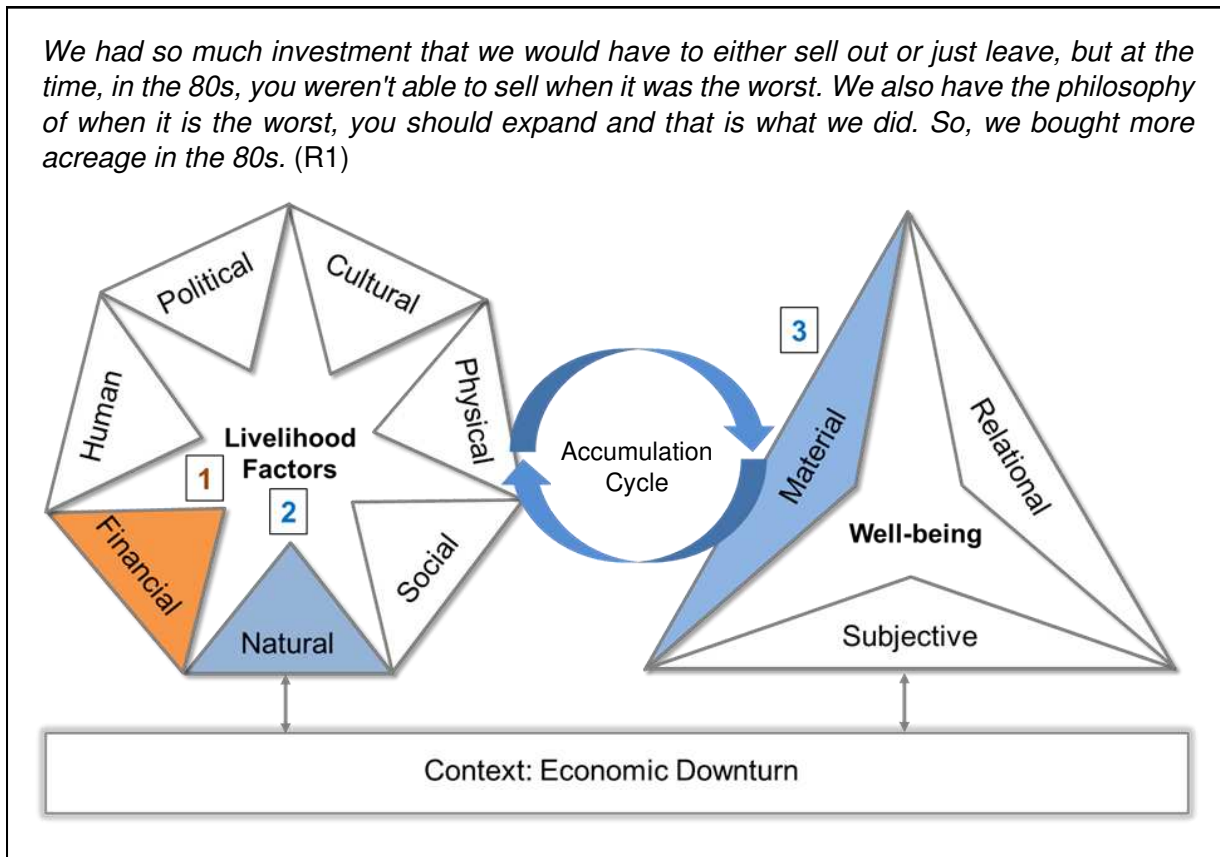 We had so much investment that we would have to either sell out or just leave, but at the
time, in the 80s, you weren't able to sell when it was the worst. We also have the philosophy
of when it is the worst, you should expand and that is what we did. So, we bought more
acreage in the 80s. (R1)
Political
Cultural
Human
Physical
Livelihood
Factors
1
2
Financial
Natural
Social
Accumulation
Cycle
3
Material
Relational
Well-being
Subjective
Context: Economic Downturn